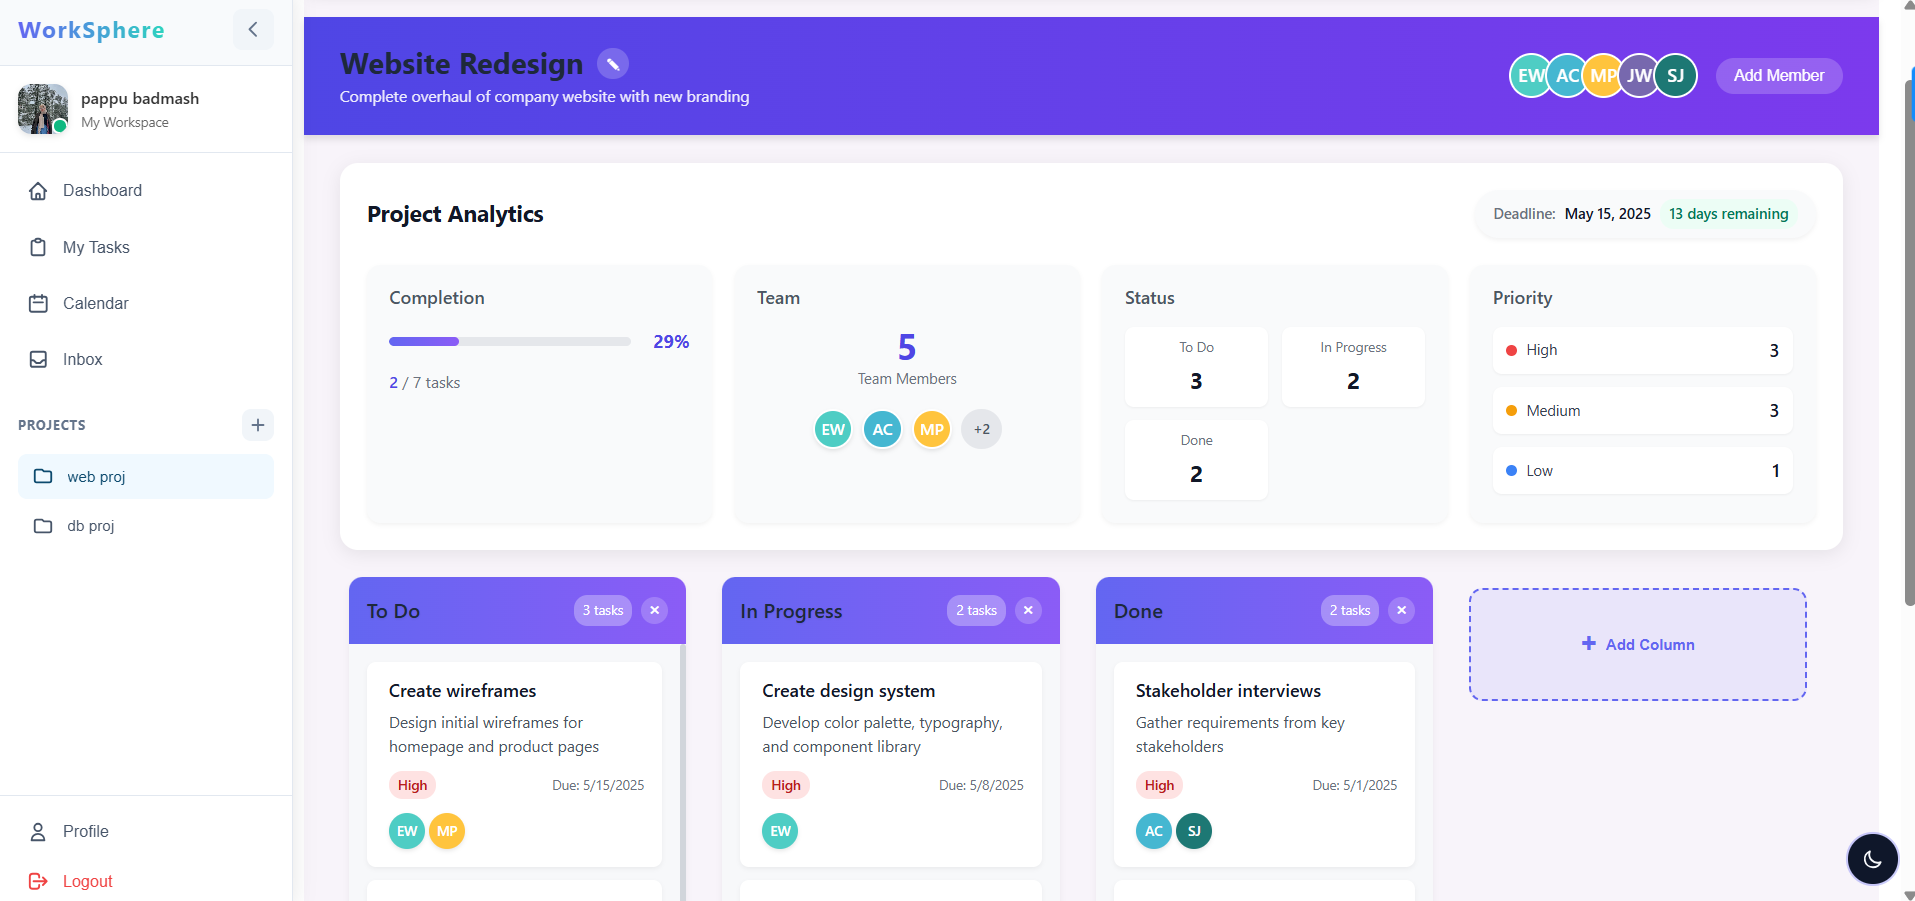 WorkSphere
pappu badmash
My Workspace
Dashboard
My Tasks
Calendar
Inbox
PROJECTS
web proj
db proj
Profile
Logout
Website Redesign
Complete overhaul of company website with new branding
EW AC MP JW SJ
Add Member
Project Analytics
Deadline: May 15, 2025 13 days remaining
Completion
29%
2 / 7 tasks
Team
5
Team Members
EW AC MP +2
Status
To Do
3
In Progress
2
Done
2
Priority
High 3
Medium 3
Low 1
To Do 3 tasks
Create wireframes
Design initial wireframes for
homepage and product pages
High Due: 5/15/2025
EW MP
In Progress 2 tasks
Create design system
Develop color palette, typography,
and component library
High Due: 5/8/2025
EW
Done 2 tasks
Stakeholder interviews
Gather requirements from key
stakeholders
High Due: 5/1/2025
AC SJ
Add Column